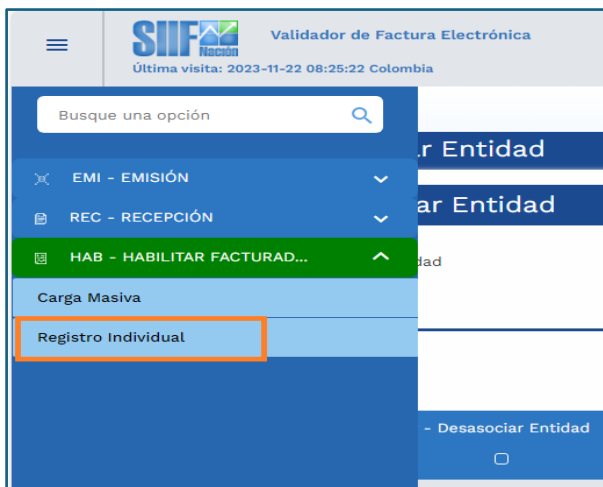 SIIF
Nación
Validador de Factura Electrónica
Última visita: 2023-11-22 08:25:22 Colombia
Busque una opción
r Entidad
EMI - EMISIÓN
ar Entidad
REC - RECEPCIÓN
HAB - HABILITAR FACTURAD...
dad
Carga Masiva
Registro Individual
- Desasociar Entidad